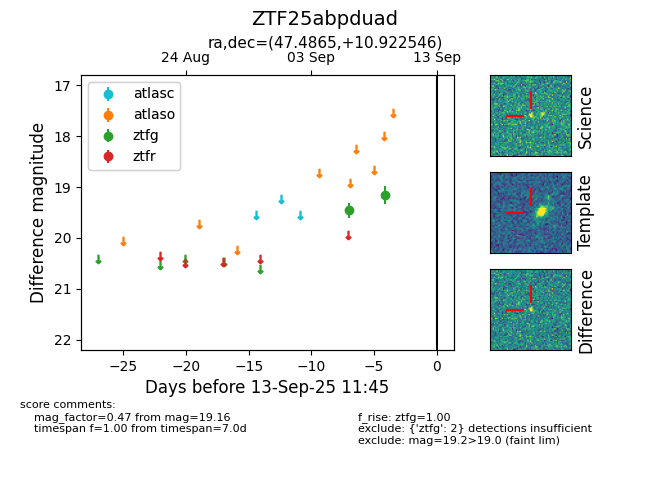 ZTF25abpduad
ra,dec=(47.4865,+10.922546)
24 Aug 03 Sep 13 Sep
17
18
19
20
21
22
Difference magnitude
atlasc
atlaso
ztfg
ztfr
−25 −20 −15 −10 −5 0
Days before 13-Sep-25 11:45
Science
Template
Difference
score comments:
mag_factor=0.47 from mag=19.16
timespan f=1.00 from timespan=7.0d
f_rise: ztfg=1.00
exclude: {'ztfg': 2} detections insufficient
exclude: mag=19.2>19.0 (faint lim)